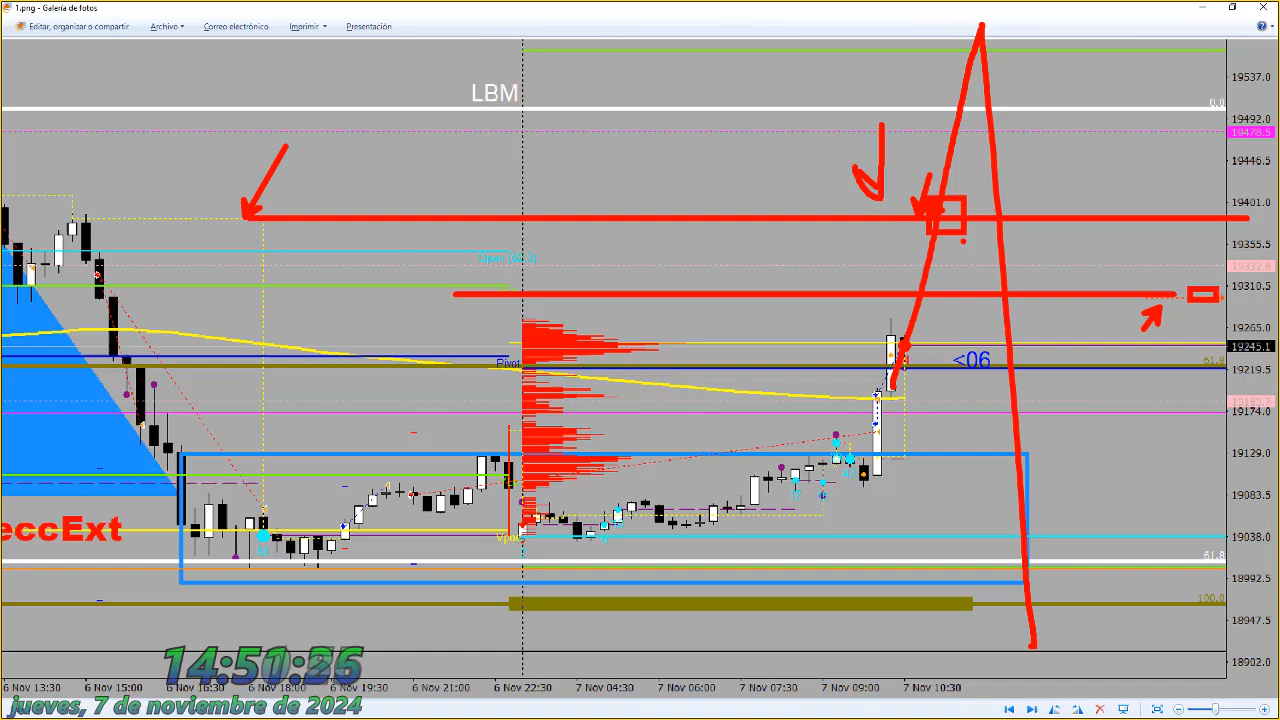 1.png - Galería de fotos
Editar, organizar o compartir Archivo Correo electrónico Imprimir Presentación
19537.0
LBM
0.0
19492.0
19478.5
19446.5
19401.0
19355.5
Open (62.3)
19332.8
19310.5
19265.0
19245.1
Pivot
<06
61.8
19219.5
19185.7
19174.0
19129.0
19083.5
eccExt
Vpoc
19038.0
61.8
18992.5
100.0
18947.5
14:50:26
18902.0
6 Nov 13:30 6 Nov 15:00 6 Nov 16:30 6 Nov 18:00 6 Nov 19:30 6 Nov 21:00 6 Nov 22:30 7 Nov 04:30 7 Nov 06:00 7 Nov 07:30 7 Nov 09:00 7 Nov 10:30
jueves, 7 de noviembre de 2024